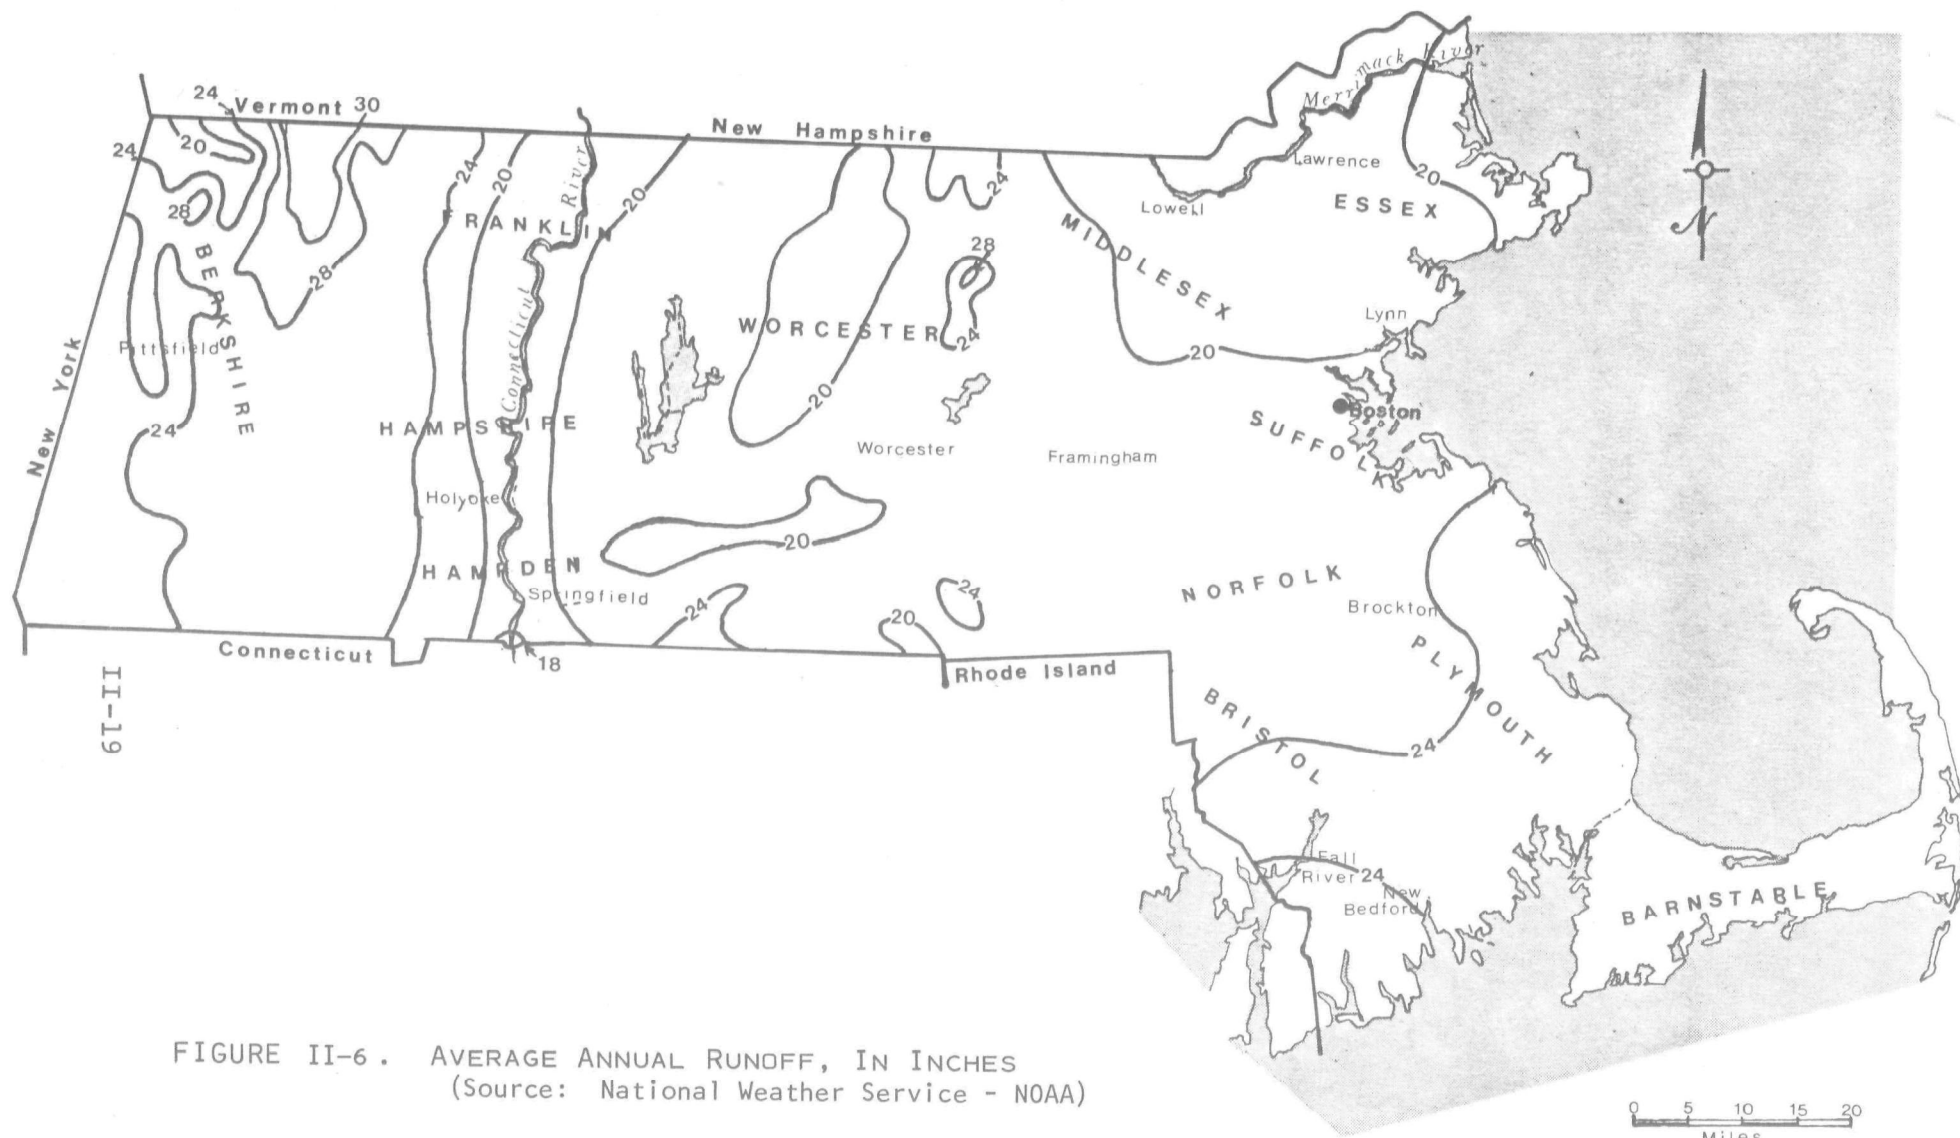 24
Vermont
30
New Hampshire
Merrimack River
24
20
28
24
20
River
20
24
28
Lawrence
20
ESSEX
Lowell
MIDDLESEX
FRANKLIN
BERKSHIRE
28
Connecticut
WORCESTER
24
Lynn
20
Pittsfield
New York
20
Boston
SUFFOLK
24
HAMPSHIRE
Worcester
Framingham
Holyoke
20
HAMPDEN
Springfield
24
20
24
NORFOLK
Brockton
PLYMOUTH
Connecticut
18
Rhode Island
II-19
BRISTOL
24
Fall
River
24
New
Bedford
BARNSTABLE
N
FIGURE II-6. AVERAGE ANNUAL RUNOFF, IN INCHES
(Source: National Weather Service - NOAA)
0 5 10 15 20
Miles